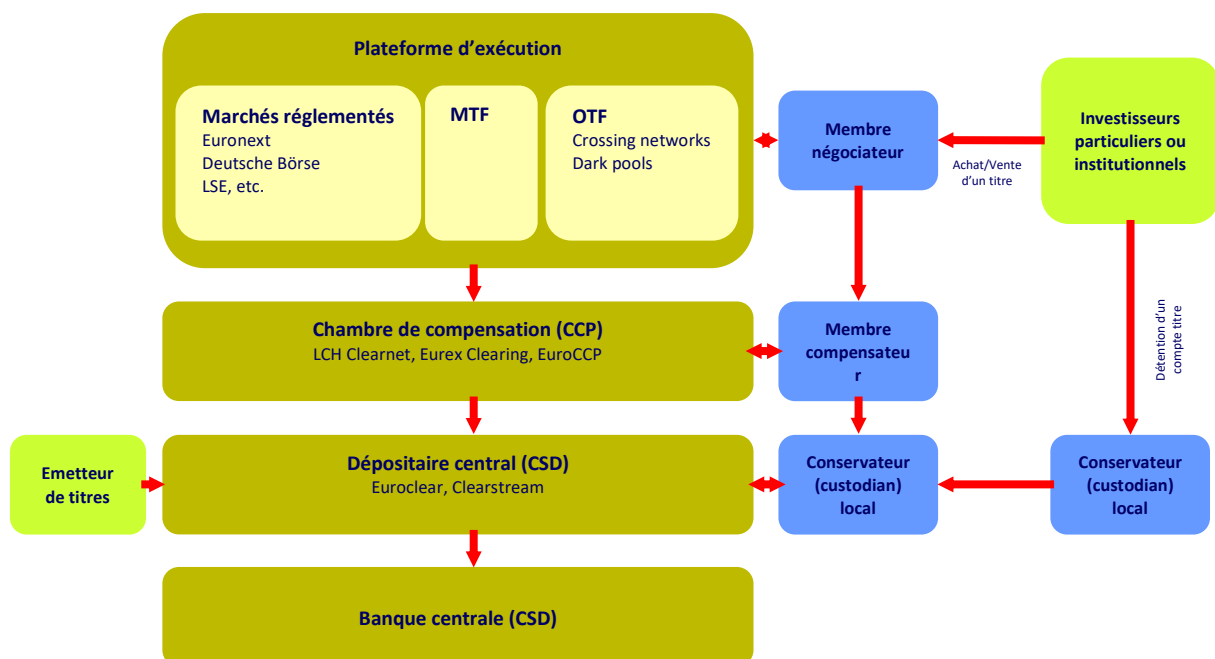 Plateforme d’exécution
Marchés réglementés
Euronext
Deutsche Börse
LSE, etc.
MTF
OTF
Crossing networks
Dark pools
Membre
négociateur
Achat/Vente
d’un titre
Investisseurs
particuliers ou
institutionnels
Chambre de compensation (CCP)
LCH Clearnet, Eurex Clearing, EuroCCP
Membre
compensateu
r
Détention d’un
compte titre
Emetteur
de titres
Dépositaire central (CSD)
Euroclear, Clearstream
Conservateur
(custodian)
local
Conservateur
(custodian)
local
Banque centrale (CSD)